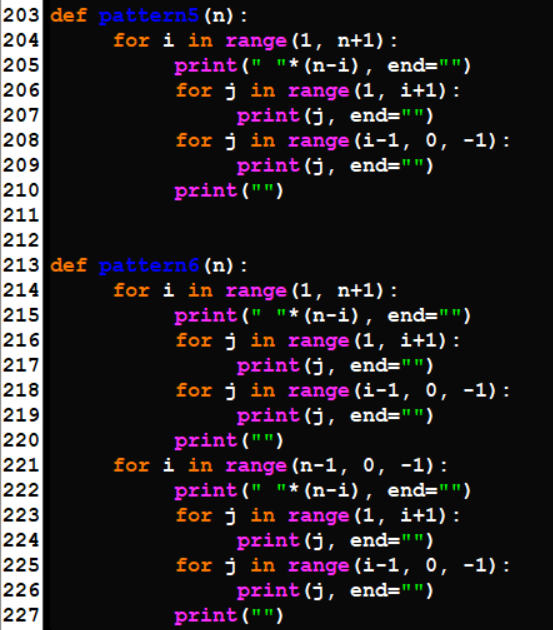 203 def pattern5(n):
204     for i in range(1, n+1):
205         print(" "*(n-i), end="")
206         for j in range(1, i+1):
207             print(j, end="")
208         for j in range(i-1, 0, -1):
209             print(j, end="")
210         print("")
211
212
213 def pattern6(n):
214     for i in range(1, n+1):
215         print(" "*(n-i), end="")
216         for j in range(1, i+1):
217             print(j, end="")
218         for j in range(i-1, 0, -1):
219             print(j, end="")
220         print("")
221     for i in range(n-1, 0, -1):
222         print(" "*(n-i), end="")
223         for j in range(1, i+1):
224             print(j, end="")
225         for j in range(i-1, 0, -1):
226             print(j, end="")
227         print("")